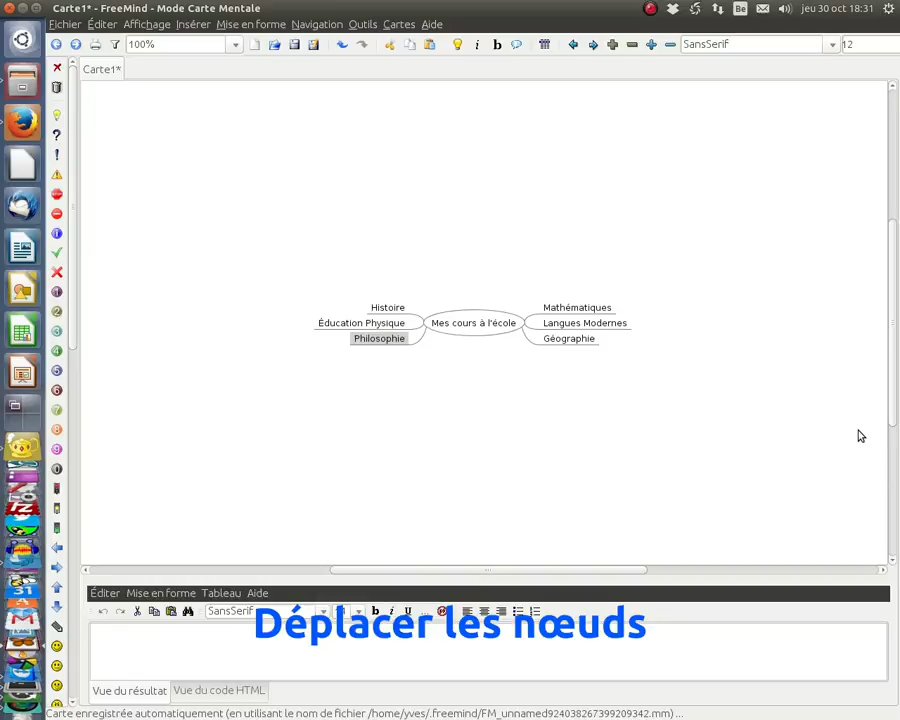 Carte1* - FreeMind - Mode Carte Mentale
Be
jeu 30 oct 18:31
Fichier Éditer Affichage Insérer Mise en forme Navigation Outils Cartes Aide
100%
SansSerif
12
Carte1*
Histoire
Éducation Physique
Philosophie
Mes cours à l'école
Mathématiques
Langues Modernes
Géographie
Éditer Mise en forme Tableau Aide
SansSerif
Déplacer les nœuds
Vue du résultat
Vue du code HTML
Carte enregistrée automatiquement (en utilisant le nom de fichier /home/yves/.freemind/FM_unnamed924038267399209342.mm) ...